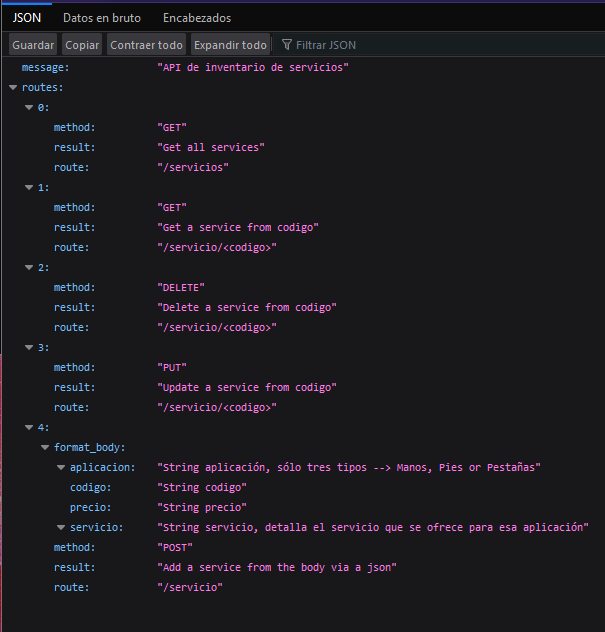 JSON Datos en bruto Encabezados
Guardar Copiar Contraer todo Expandir todo Filtrar JSON
message: "API de inventario de servicios"
routes:
0:
method: "GET"
result: "Get all services"
route: "/servicios"
1:
method: "GET"
result: "Get a service from codigo"
route: "/servicio/<codigo>"
2:
method: "DELETE"
result: "Delete a service from codigo"
route: "/servicio/<codigo>"
3:
method: "PUT"
result: "Update a service from codigo"
route: "/servicio/<codigo>"
4:
format_body:
aplicacion: "String aplicación, sólo tres tipos --> Manos, Pies or Pestañas"
codigo: "String codigo"
precio: "String precio"
servicio: "String servicio, detalla el servicio que se ofrece para esa aplicación"
method: "POST"
result: "Add a service from the body via a json"
route: "/servicio"